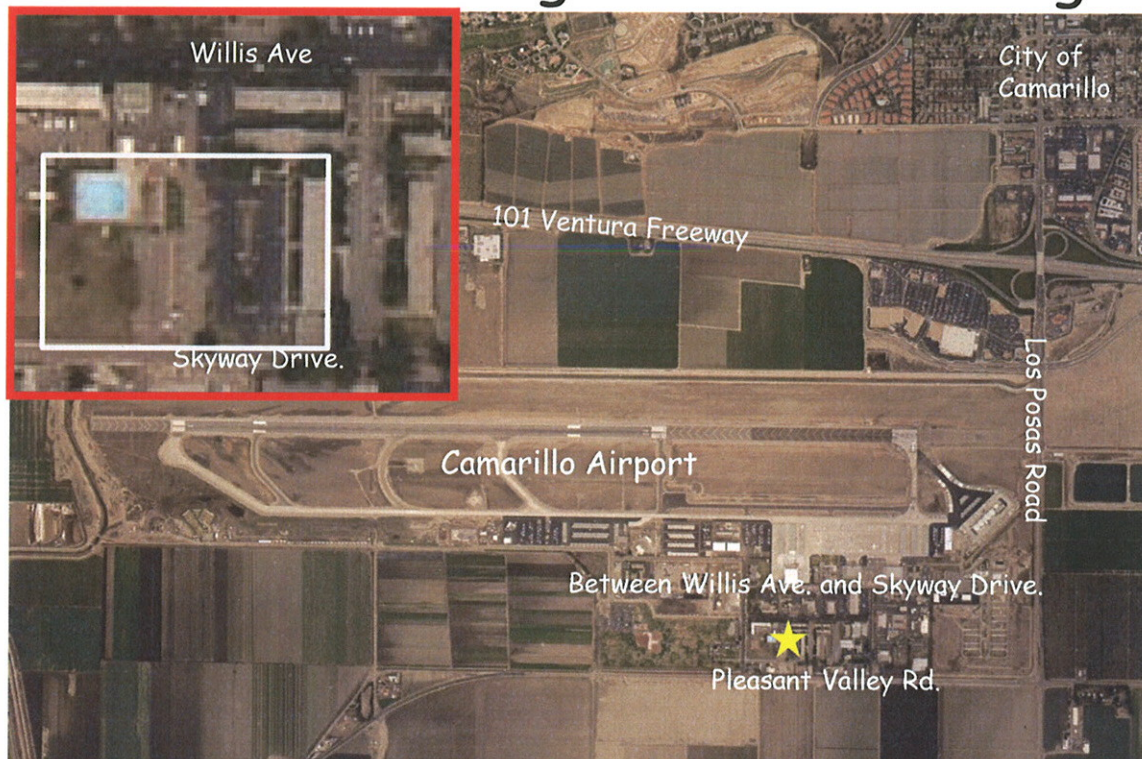 Willis Ave
City of
Camarillo
101 Ventura Freeway
Skyway Drive.
Los Posas Road
Camarillo Airport
Between Willis Ave. and Skyway Drive.
Pleasant Valley Rd.